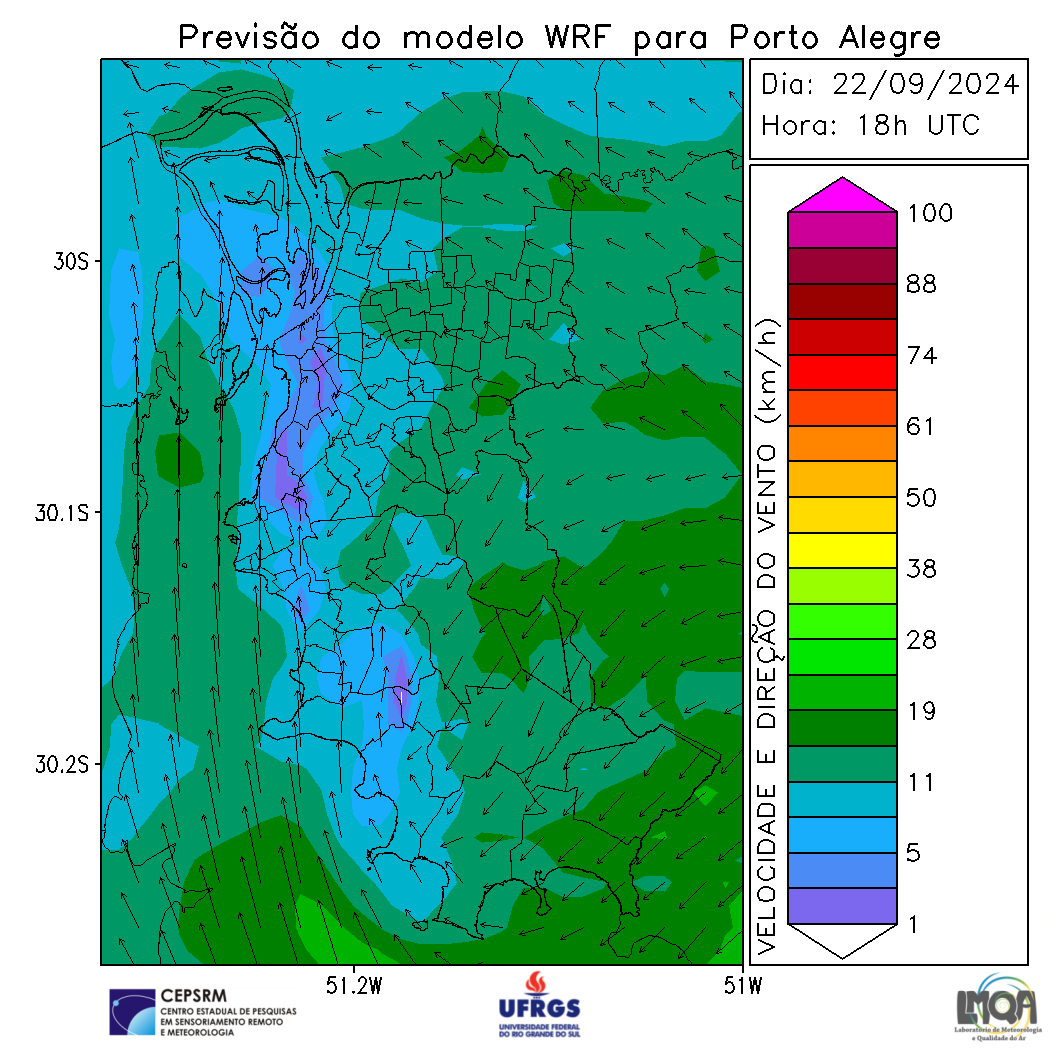 Previsão do modelo WRF para Porto Alegre
Dia: 22/09/2024
Hora: 18h UTC
30S
30.1S
30.2S
51.2W
51W
VELOCIDADE E DIREÇÃO DO VENTO (km/h)
100
88
74
61
50
38
28
19
11
5
1
CEPSRM
CENTRO ESTADUAL DE PESQUISAS
EM SENSORIAMENTO REMOTO
E METEOROLOGIA
UFRGS
UNIVERSIDADE FEDERAL
DO RIO GRANDE DO SUL
LMQA
Laboratório de Meteorologia
e Qualidade do Ar